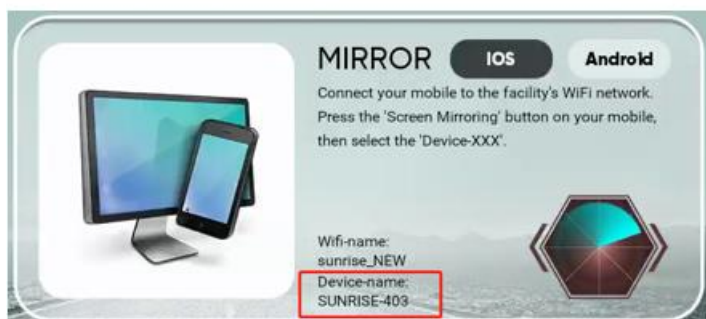 MIRROR IOS Android
Connect your mobile to the facility's WiFi network.
Press the 'Screen Mirroring' button on your mobile,
then select the 'Device-XXX'.
Wifi-name:
sunrise_NEW
Device-name:
SUNRISE-403